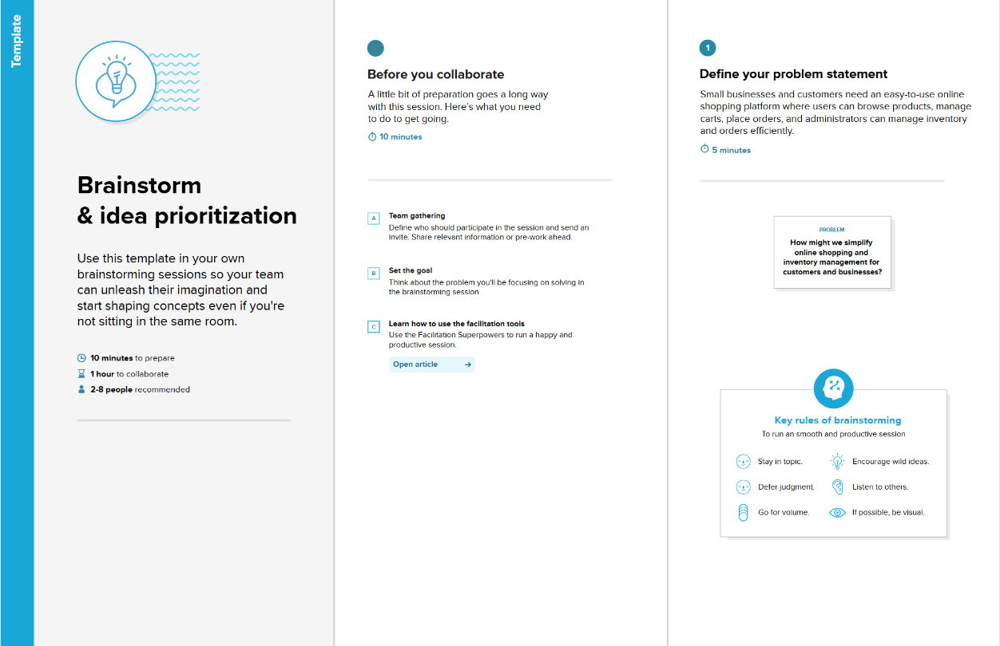 Template
Brainstorm
& idea prioritization
Use this template in your own
brainstorming sessions so your team
can unleash their imagination and
start shaping concepts even if you're
not sitting in the same room.
10 minutes to prepare
1 hour to collaborate
2-8 people recommended
Before you collaborate
A little bit of preparation goes a long way
with this session. Here's what you need
to do to get going.
10 minutes
A
Team gathering
Define who should participate in the session and send an
invite. Share relevant information or pre-work ahead.
B
Set the goal
Think about the problem you'll be focusing on solving in
the brainstorming session.
C
Learn how to use the facilitation tools
Use the Facilitation Superpowers to run a happy and
productive session.
Open article
1
Define your problem statement
Small businesses and customers need an easy-to-use online
shopping platform where users can browse products, manage
carts, place orders, and administrators can manage inventory
and orders efficiently.
5 minutes
PROBLEM
How might we simplify
online shopping and
inventory management for
customers and businesses?
Key rules of brainstorming
To run an smooth and productive session
Stay in topic.
Encourage wild ideas.
Defer judgment.
Listen to others.
Go for volume.
If possible, be visual.